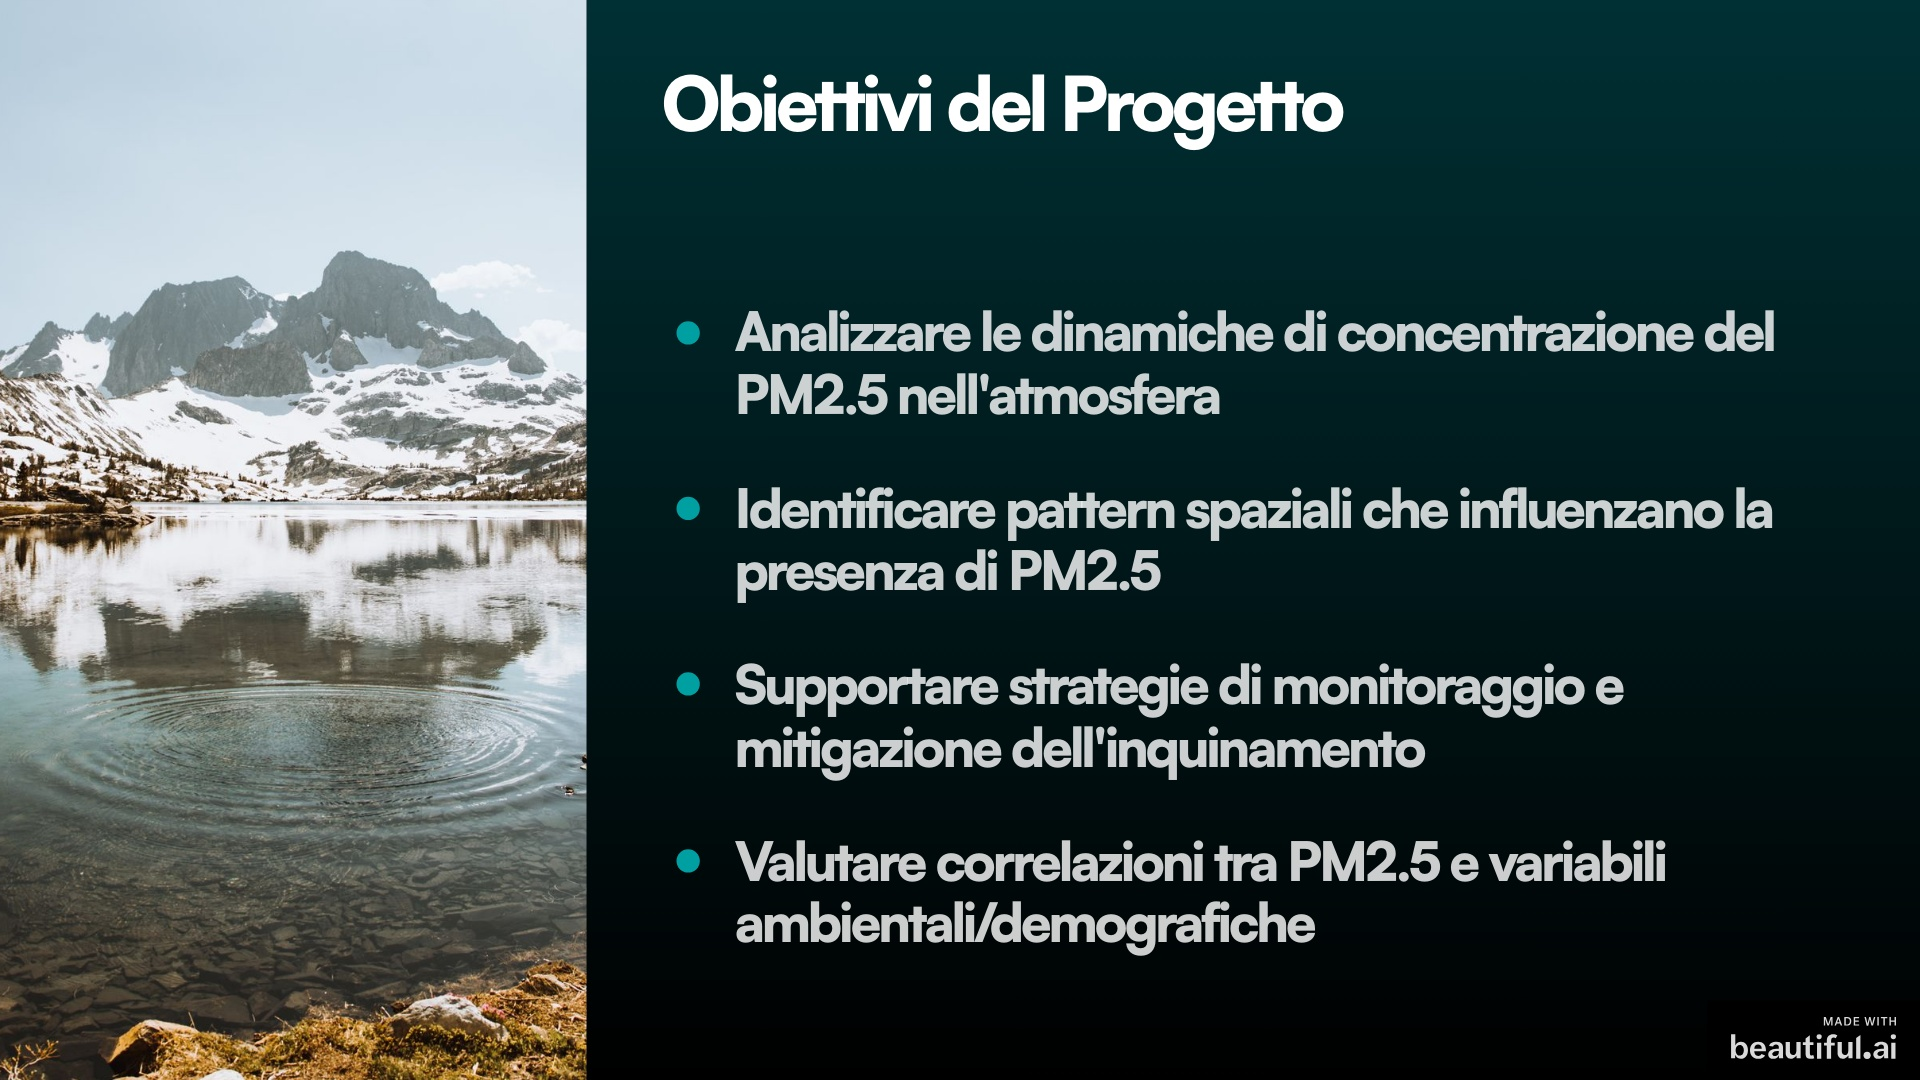 Obiettivi del Progetto
Analizzare le dinamiche di concentrazione del
PM2.5 nell'atmosfera
Identificare pattern spaziali che influenzano la
presenza di PM2.5
Supportare strategie di monitoraggio e
mitigazione dell'inquinamento
Valutare correlazioni tra PM2.5 e variabili
ambientali/demografiche
MADE WITH
beautiful.ai